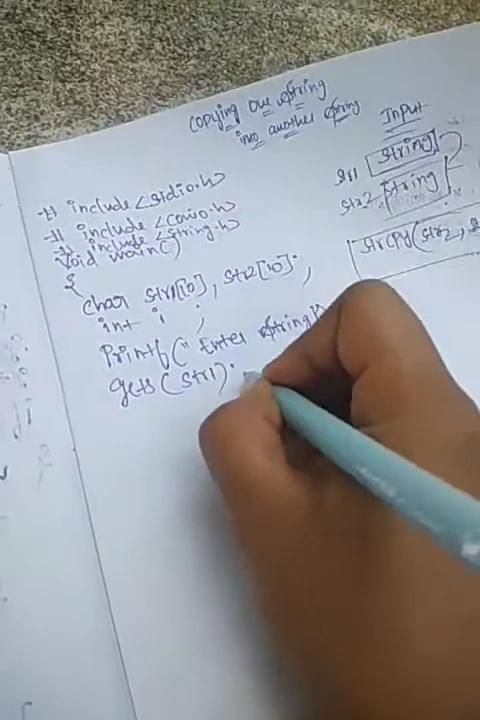 Copying One String
into another string
Input
str1 string
str2 string
strcpy(str2, s
# include <stdio.h>
# include <conio.h>
# include <string.h>
void main()
{
char str1[10], str2[10];
int i ;
printf(" Enter string
gets (str1);